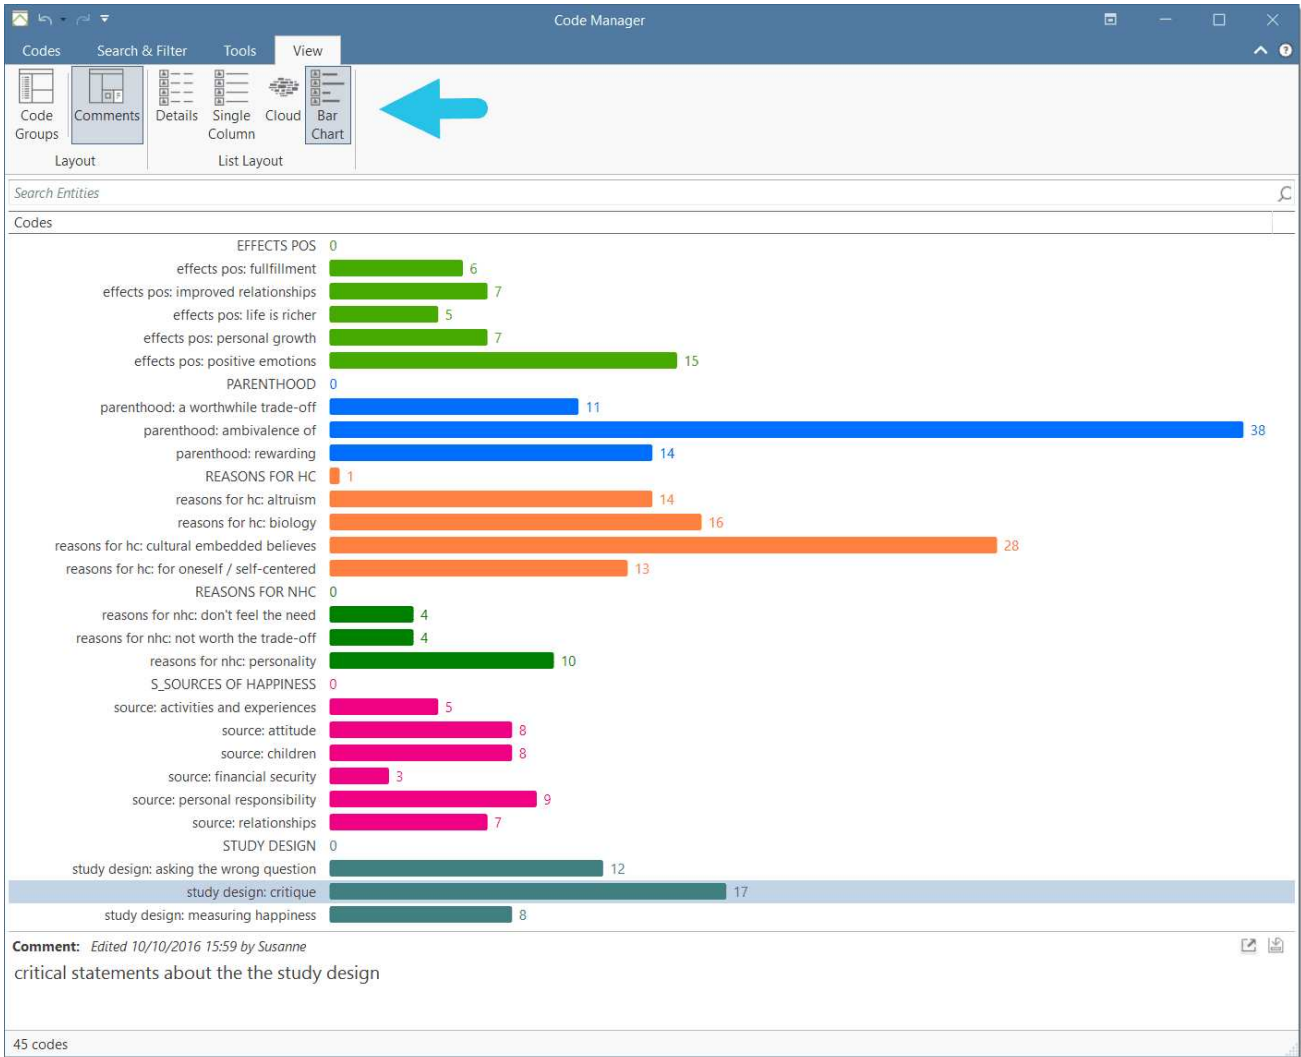 Code Manager
Codes Search & Filter Tools View
Code Groups Comments Details Single Column Cloud Bar Chart
Layout List Layout
Search Entities
Codes
EFFECTS POS 0
effects pos: fullfillment 6
effects pos: improved relationships 7
effects pos: life is richer 5
effects pos: personal growth 7
effects pos: positive emotions 15
PARENTHOOD 0
parenthood: a worthwhile trade-off 11
parenthood: ambivalence of 38
parenthood: rewarding 14
REASONS FOR HC 1
reasons for hc: altruism 14
reasons for hc: biology 16
reasons for hc: cultural embedded believes 28
reasons for hc: for oneself / self-centered 13
REASONS FOR NHC 0
reasons for nhc: don't feel the need 4
reasons for nhc: not worth the trade-off 4
reasons for nhc: personality 10
S_SOURCES OF HAPPINESS 0
source: activities and experiences 5
source: attitude 8
source: children 8
source: financial security 3
source: personal responsibility 9
source: relationships 7
STUDY DESIGN 0
study design: asking the wrong question 12
study design: critique 17
study design: measuring happiness 8
Comment: Edited 10/10/2016 15:59 by Susanne
critical statements about the the study design
45 codes